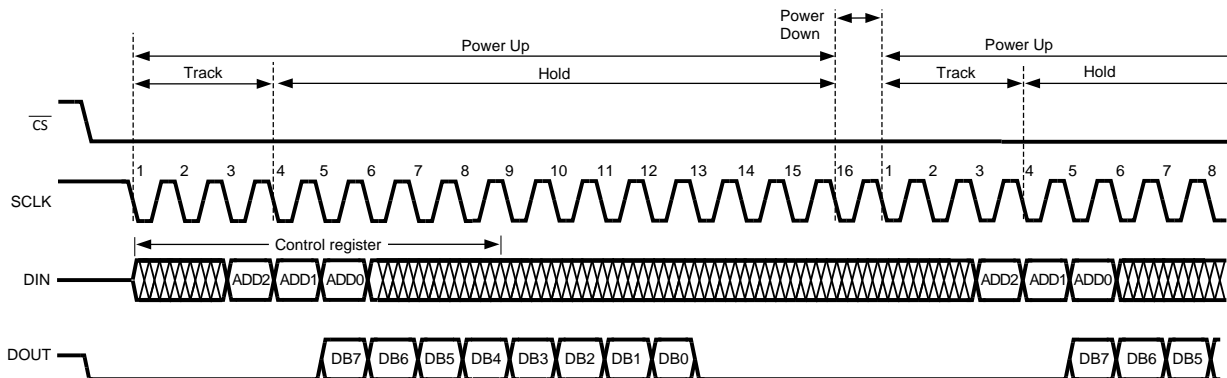 Power Down
Power Up
Power Up
Track
Hold
Track
Hold
CS
1 2 3 4 5 6 7 8 9 10 11 12 13 14 15 16 1 2 3 4 5 6 7 8
SCLK
Control register
DIN
ADD2 ADD1 ADD0 ADD2 ADD1 ADD0
DOUT
DB7 DB6 DB5 DB4 DB3 DB2 DB1 DB0 DB7 DB6 DB5